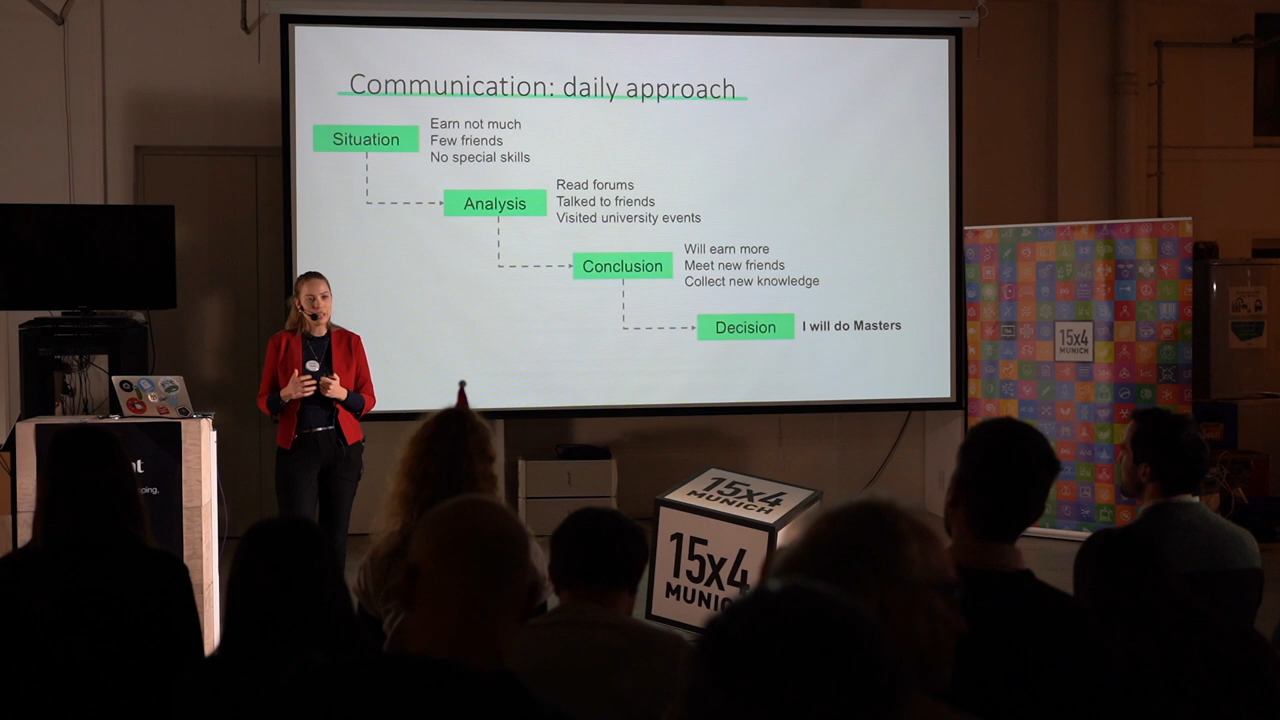 Communication: daily approach
Situation
Earn not much
Few friends
No special skills
Analysis
Read forums
Talked to friends
Visited university events
Conclusion
Will earn more
Meet new friends
Collect new knowledge
Decision
I will do Masters
15x4
MUNICH
15x4
MUNICH
15x4